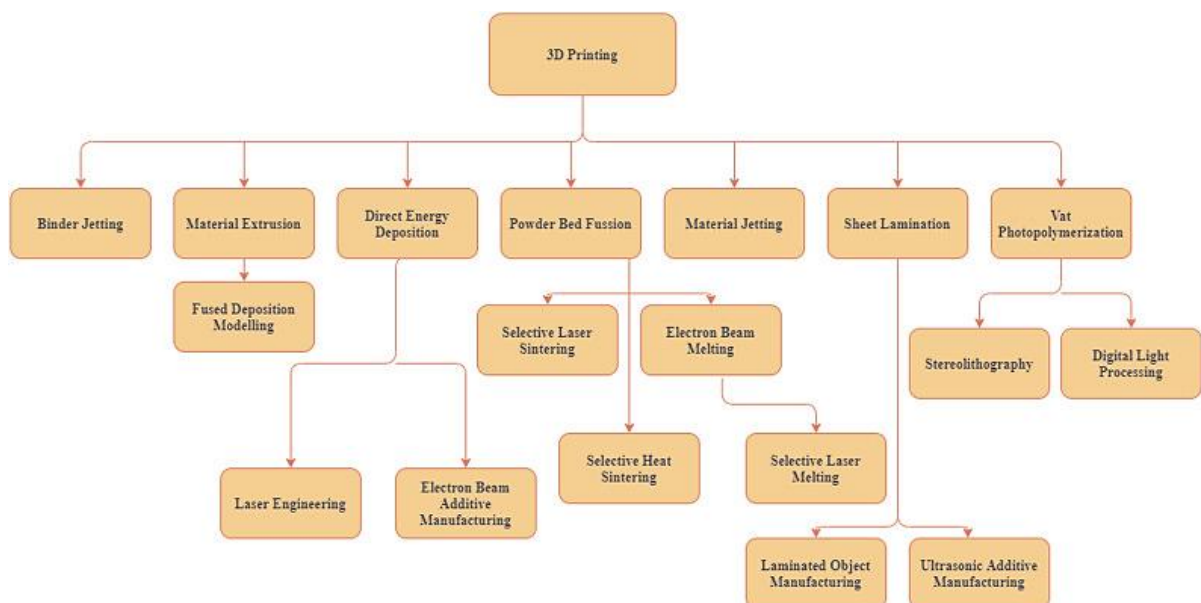 3D Printing
Binder Jetting
Material Extrusion
Direct Energy
Deposition
Powder Bed Fusion
Material Jetting
Sheet Lamination
Vat
Photopolymerization
Fused Deposition
Modelling
Selective Laser
Sintering
Electron Beam
Melting
Stereolithography
Digital Light
Processing
Laser Engineering
Electron Beam
Additive
Manufacturing
Selective Heat
Sintering
Selective Laser
Melting
Laminated Object
Manufacturing
Ultrasonic Additive
Manufacturing